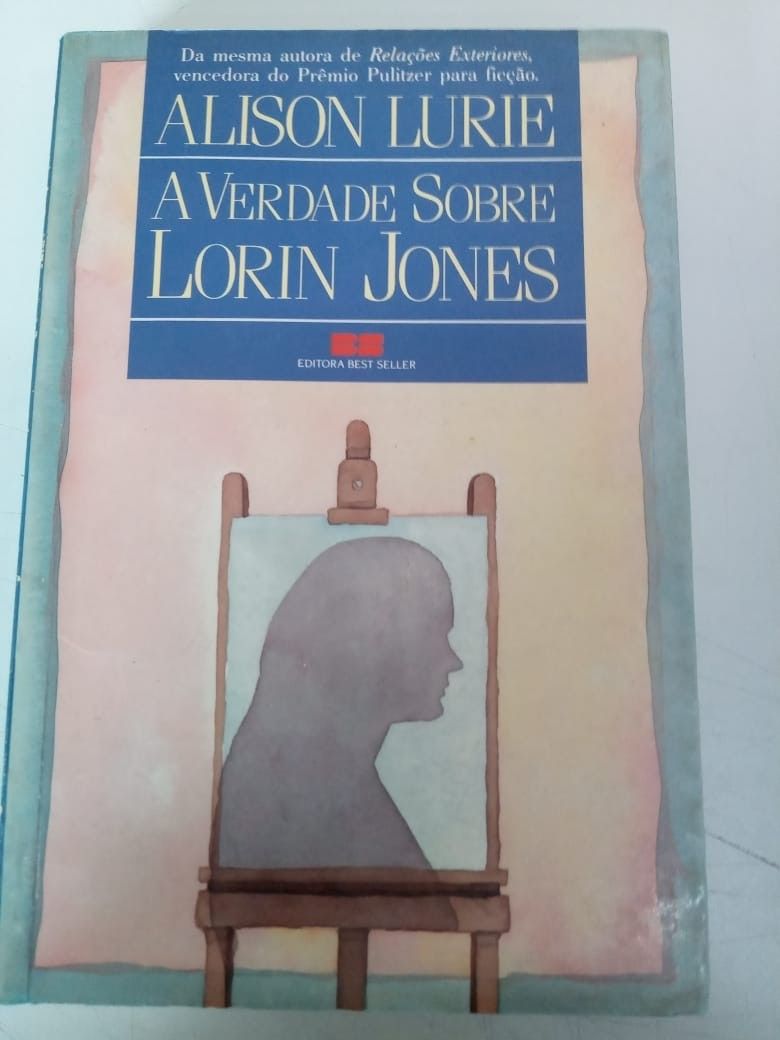 Da mesma autora de Relações Exteriores,
vencedora do Prêmio Pulitzer para ficção.
ALISON LURIE
A VERDADE SOBRE
LORIN JONES
EDITORA BEST SELLER